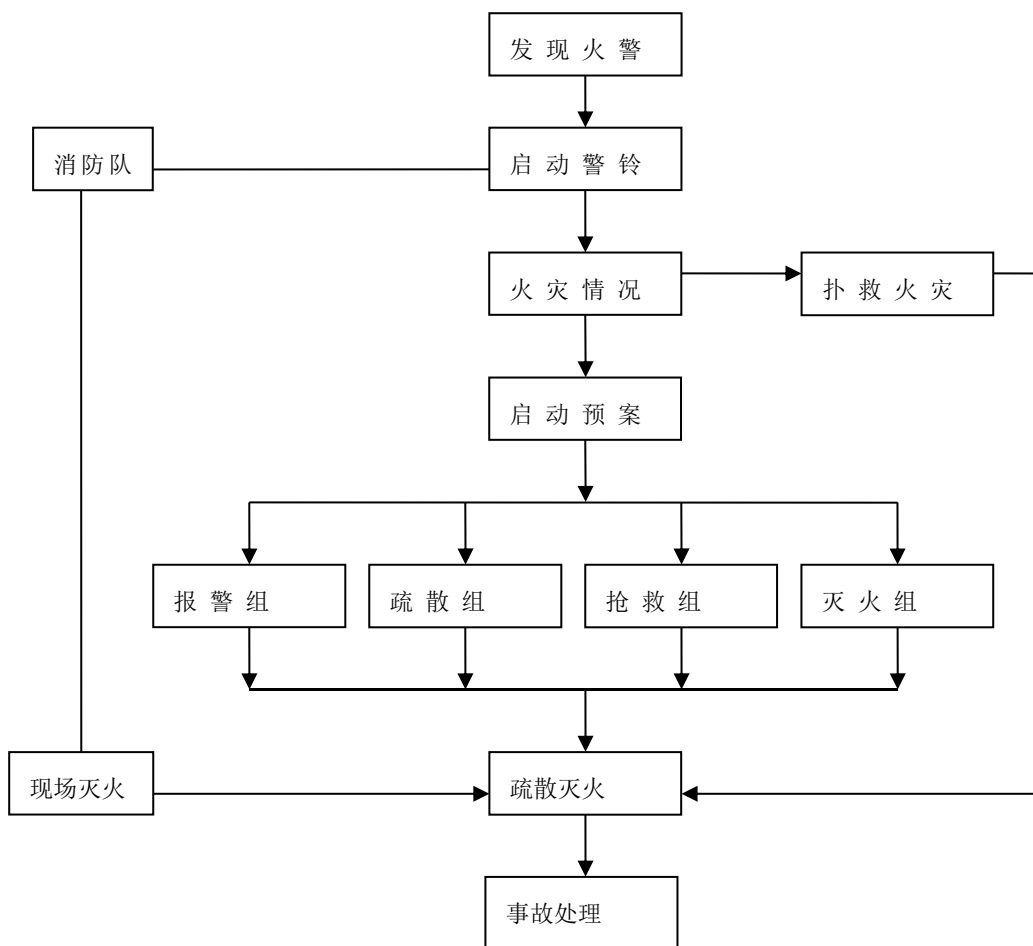 发现火警
消防队
启动警铃
火灾情况
扑救火灾
启动预案
报警组
疏散组
抢救组
灭火组
现场灭火
疏散灭火
事故处理